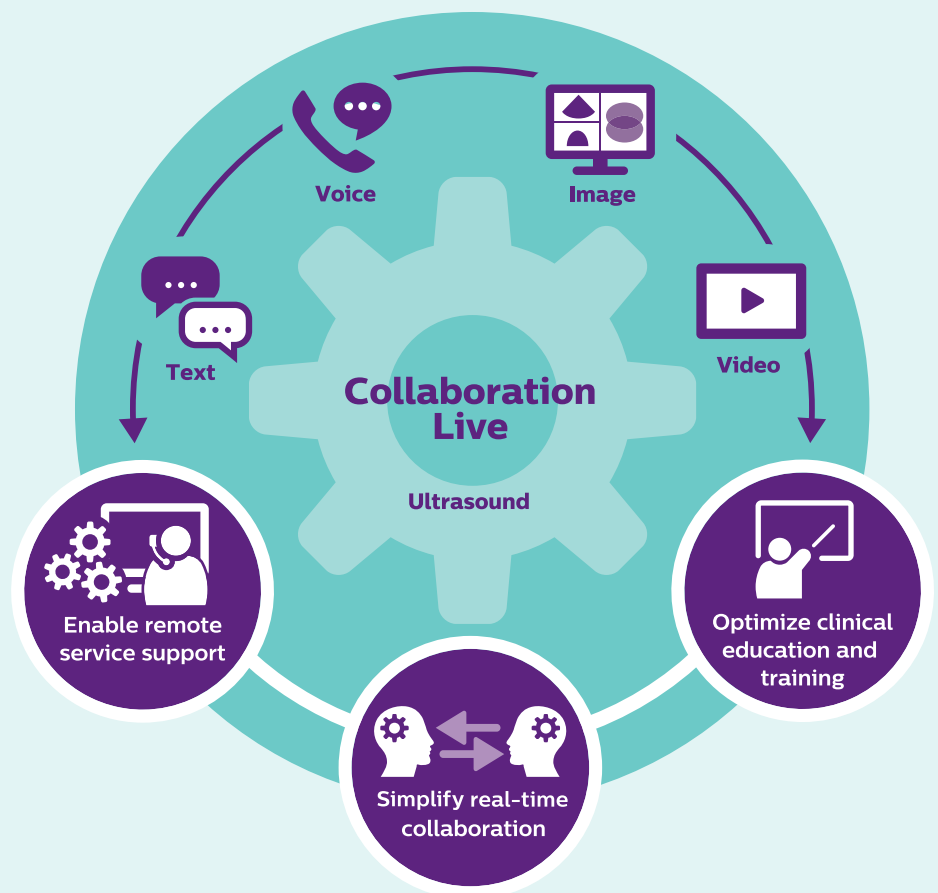 Voice
Image
Text
Video
Collaboration
Live
Ultrasound
Enable remote
service support
Simplify real-time
collaboration
Optimize clinical
education and
training